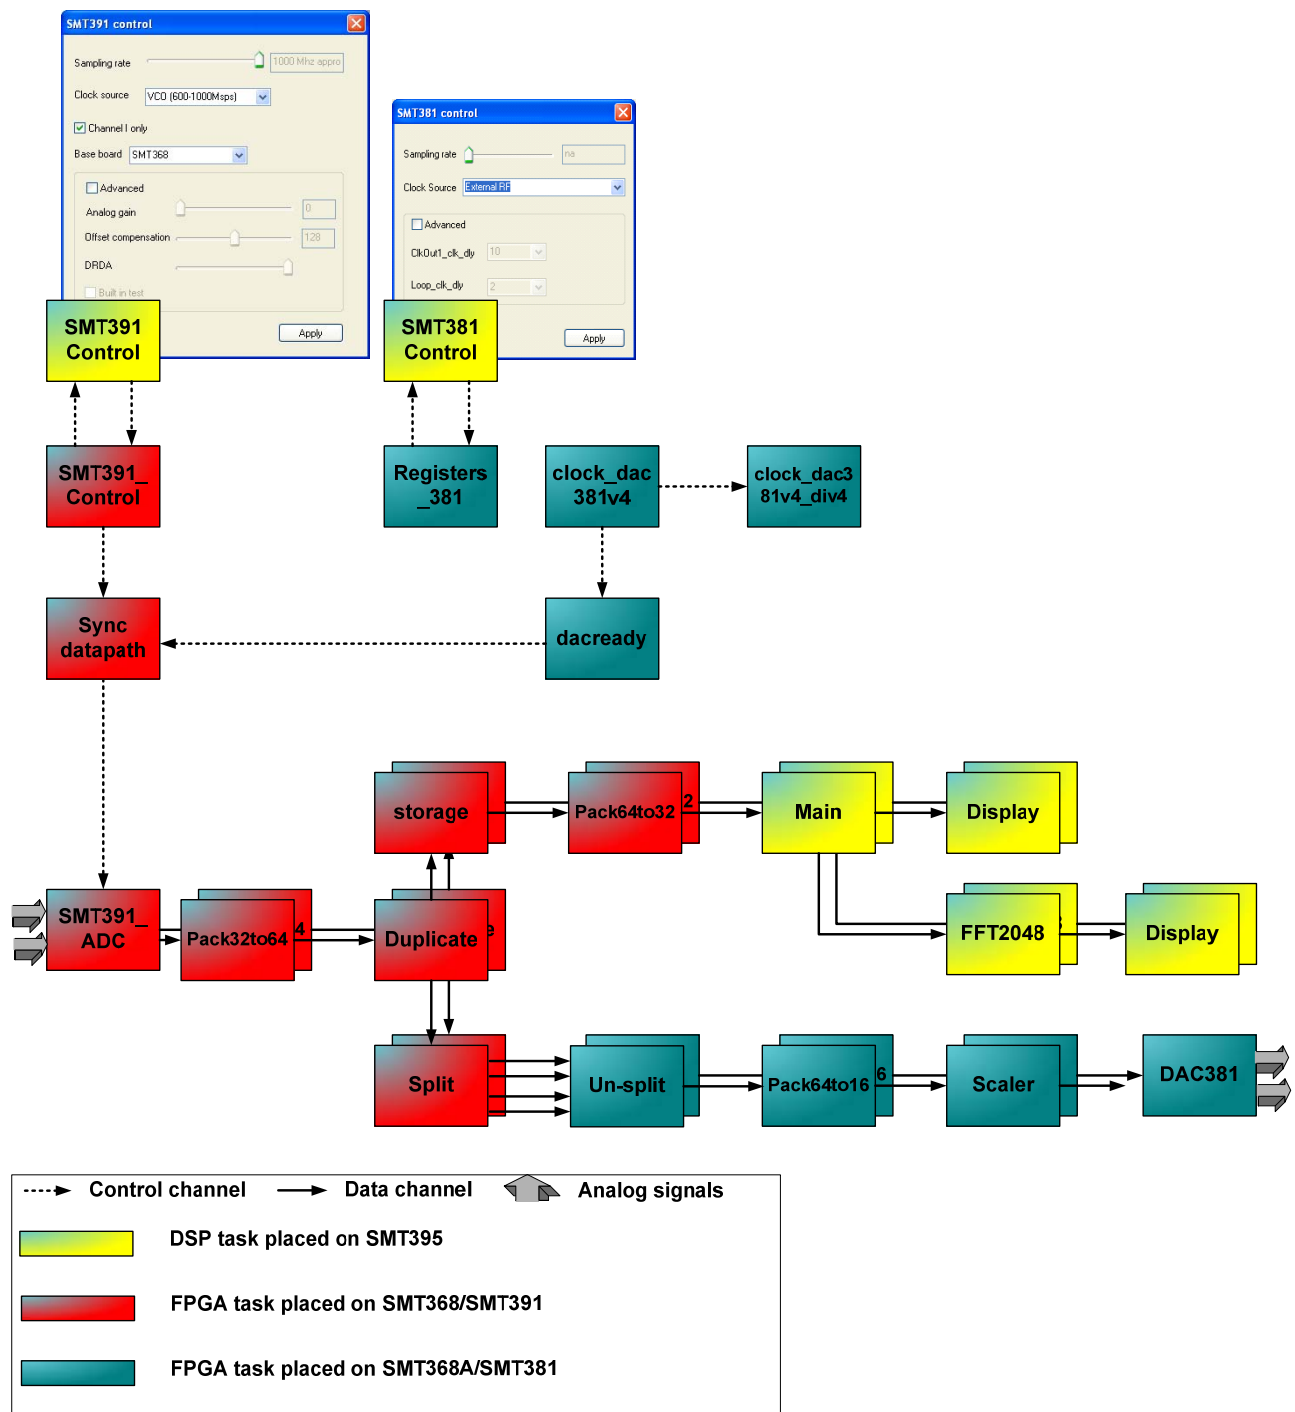 SMT391 control
Sampling rate
1000 Mhz appro
Clock source
VCO (600-1000Msps)
Channel I only
Base board
SMT368
Advanced
Analog gain
0
Offset compensation
128
DRDA
Built in test
Apply
SMT381 control
Sampling rate
na
Clock Source
External RF
Advanced
ClkOut1_clk_dly
10
Loop_clk_dly
2
Apply
SMT391
Control
SMT381
Control
SMT391_
Control
Registers
_381
clock_dac
381v4
clock_dac3
81v4_div4
Sync
datapath
dacready
storage
Pack64to32
2
Main
Display
SMT391_
ADC
Pack32to64
4
Duplicate
e
FFT2048
Display
Split
Un-split
Pack64to16
6
Scaler
DAC381
Control channel
Data channel
Analog signals
DSP task placed on SMT395
FPGA task placed on SMT368/SMT391
FPGA task placed on SMT368A/SMT381